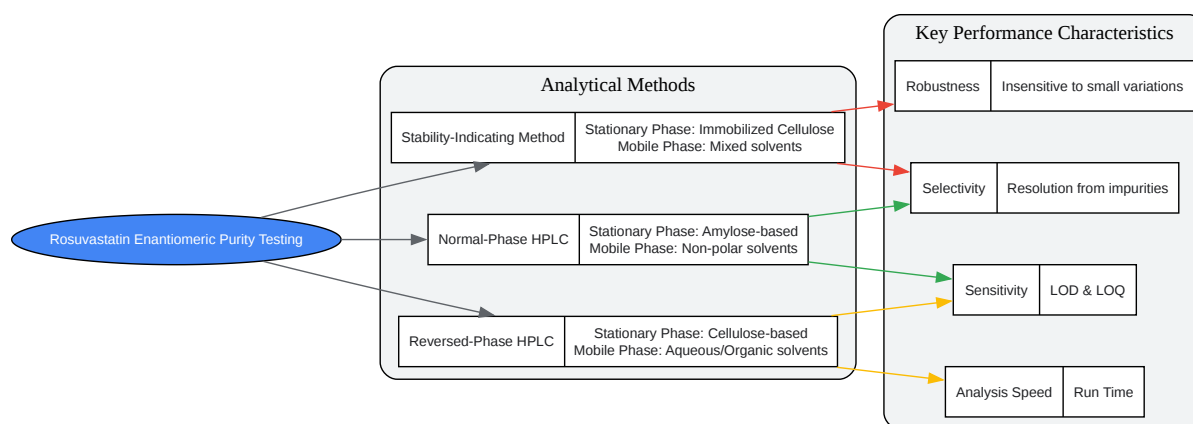 Key Performance Characteristics
Analytical Methods
Robustness
Insensitive to small variations
Stability-Indicating Method
Stationary Phase: Immobilized Cellulose
Mobile Phase: Mixed solvents
Selectivity
Resolution from impurities
Rosuvastatin Enantiomeric Purity Testing
Normal-Phase HPLC
Stationary Phase: Amylose-based
Mobile Phase: Non-polar solvents
Sensitivity
LOD & LOQ
Reversed-Phase HPLC
Stationary Phase: Cellulose-based
Mobile Phase: Aqueous/Organic solvents
Analysis Speed
Run Time